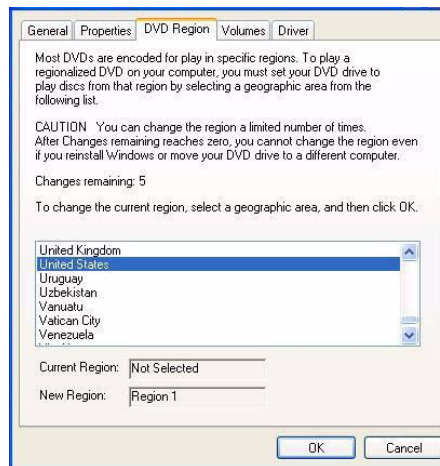 General Properties DVD Region Volumes Driver
Most DVDs are encoded for play in specific regions. To play a
regionalized DVD on your computer, you must set your DVD drive to
play discs from that region by selecting a geographic area from the
following list.
CAUTION You can change the region a limited number of times.
After Changes remaining reaches zero, you cannot change the region even
if you reinstall Windows or move your DVD drive to a different computer.
Changes remaining: 5
To change the current region, select a geographic area, and then click OK.
United Kingdom
United States
Uruguay
Uzbekistan
Vanuatu
Vatican City
Venezuela
Current Region: Not Selected
New Region: Region 1
OK Cancel